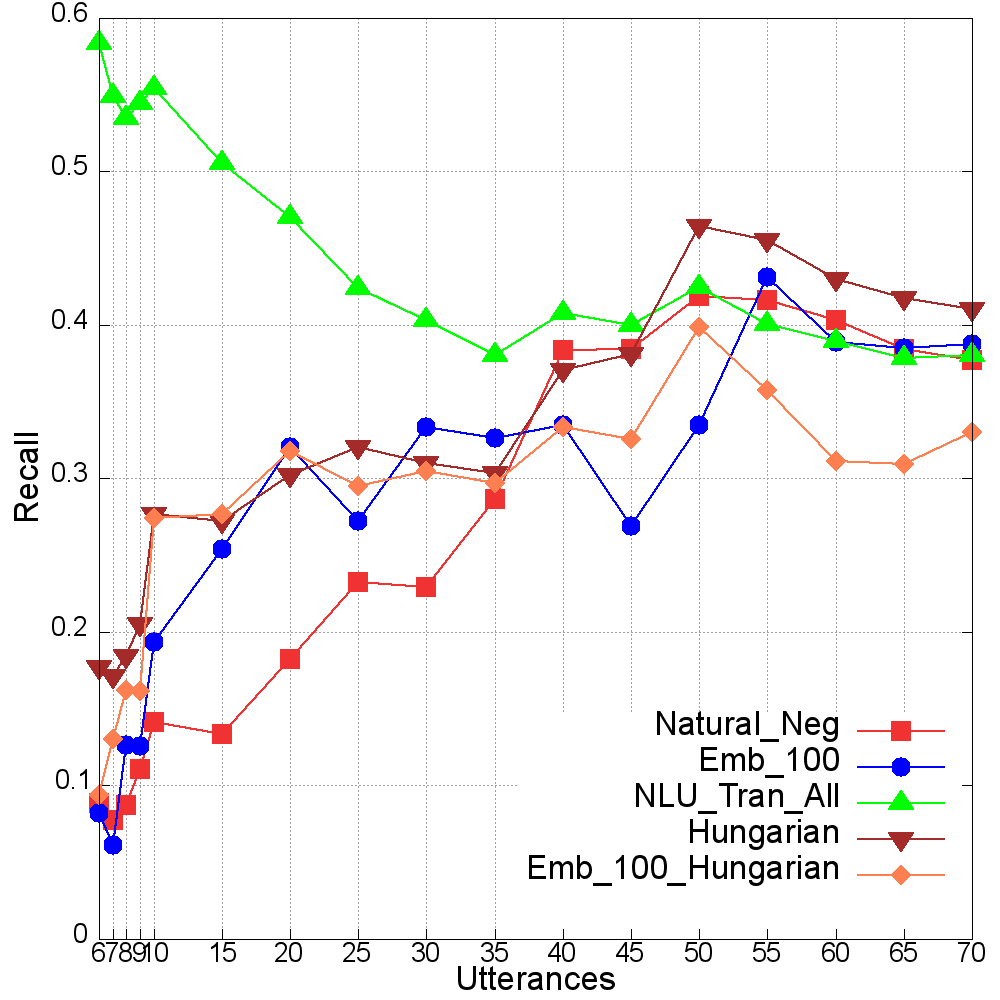 0.6
0.5
0.4
0.3
0.2
0.1
0
Recall
6 7 8 9 10 15 20 25 30 35 40 45 50 55 60 65 70
Utterances
Natural_Neg
Emb_100
NLU_Tran_All
Hungarian
Emb_100_Hungarian